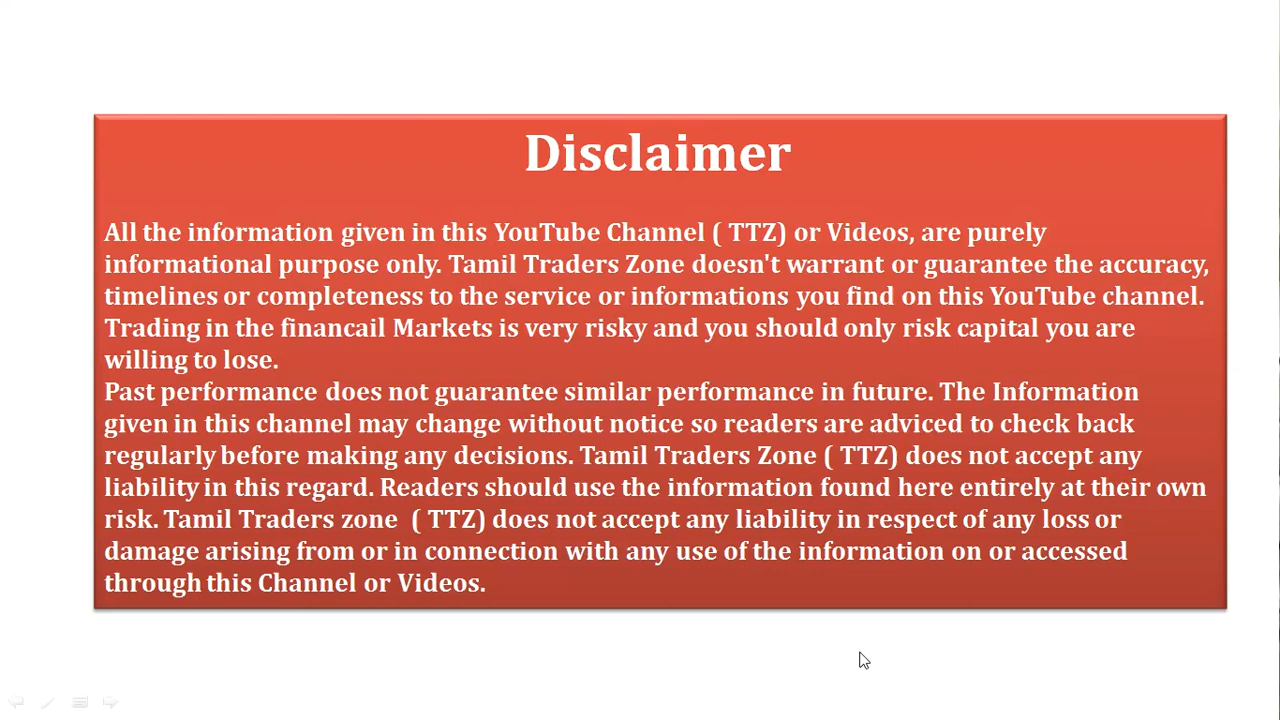 Disclaimer
All the information given in this YouTube Channel ( TTZ) or Videos, are purely
informational purpose only. Tamil Traders Zone doesn't warrant or guarantee the accuracy,
timelines or completeness to the service or informations you find on this YouTube channel.
Trading in the financail Markets is very risky and you should only risk capital you are
willing to lose.
Past performance does not guarantee similar performance in future. The Information
given in this channel may change without notice so readers are adviced to check back
regularly before making any decisions. Tamil Traders Zone ( TTZ) does not accept any
liability in this regard. Readers should use the information found here entirely at their own
risk. Tamil Traders zone  ( TTZ) does not accept any liability in respect of any loss or
damage arising from or in connection with any use of the information on or accessed
through this Channel or Videos.